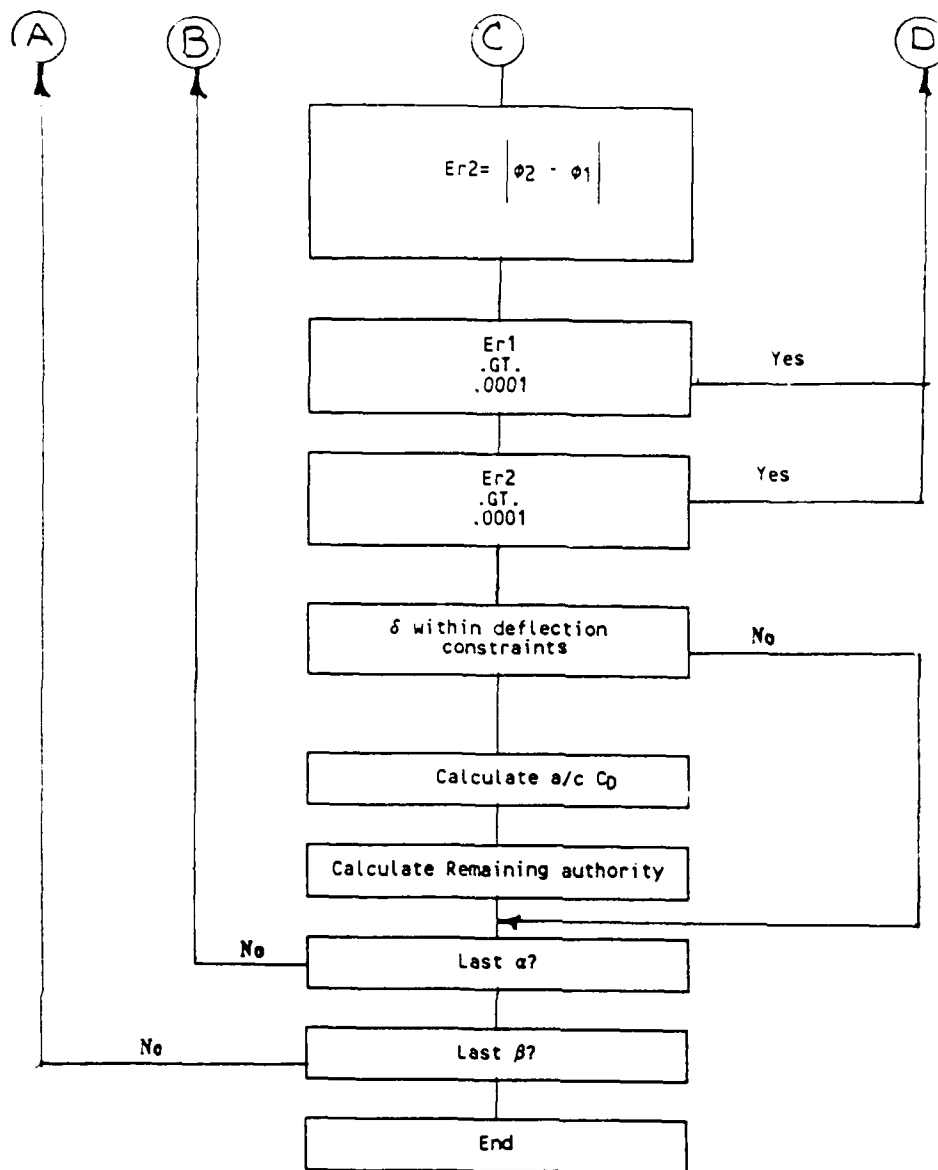 A
B
C
D
Er2= |φ2 - φ1|
Er1
.GT.
.0001
Yes
Er2
.GT.
.0001
Yes
δ within deflection
constraints
No
Calculate a/c CD
Calculate Remaining authority
No
Last α?
No
Last β?
End